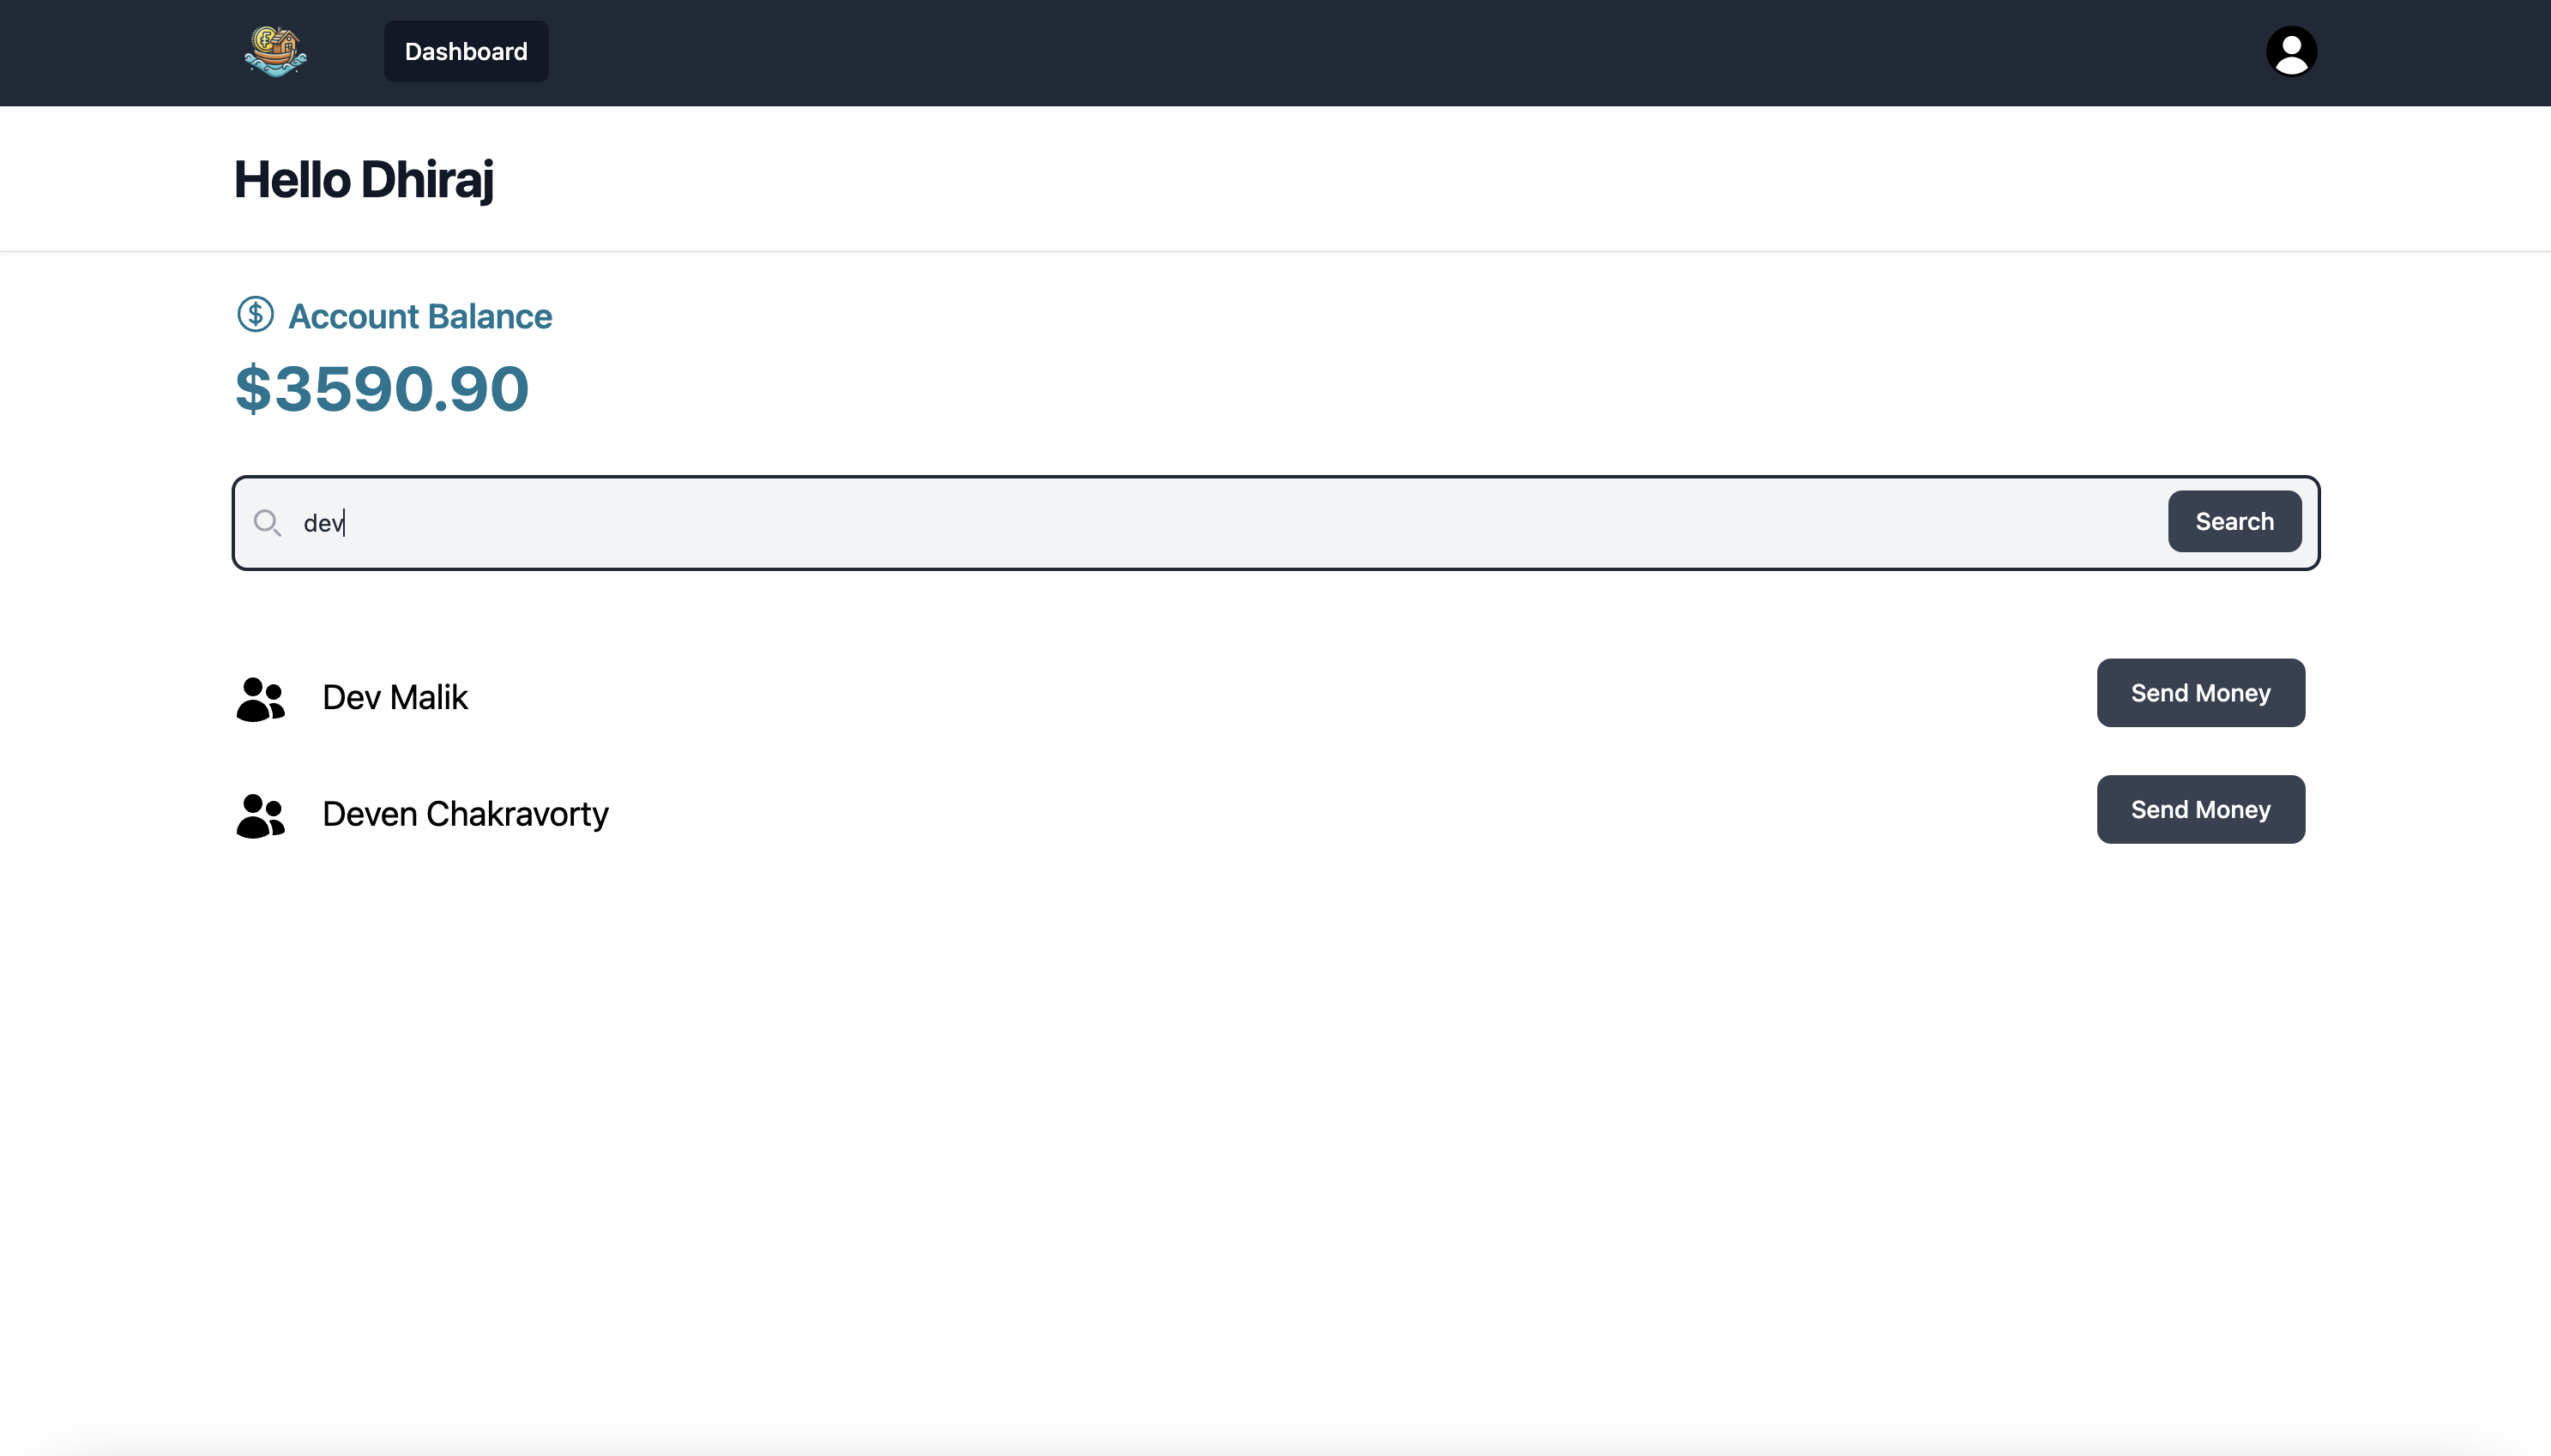 Dashboard
Hello Dhiraj
Account Balance
$3590.90
dev
Search
Dev Malik
Send Money
Deven Chakravorty
Send Money